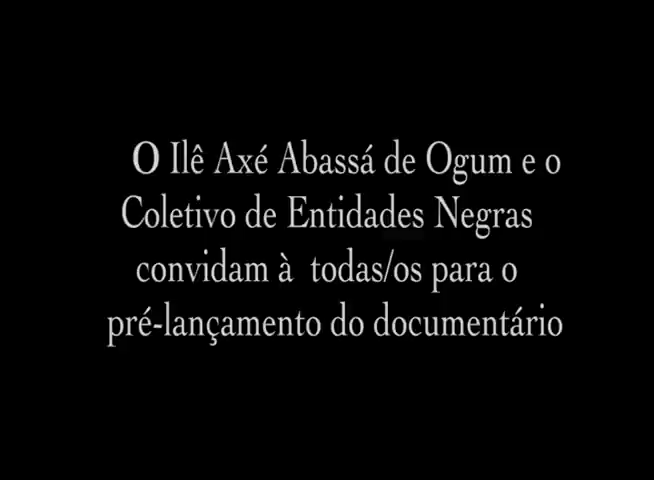 O Ilê Axé Abassá de Ogum e o
Coletivo de Entidades Negras
convidam à todas/os para o
pré-lançamento do documentário